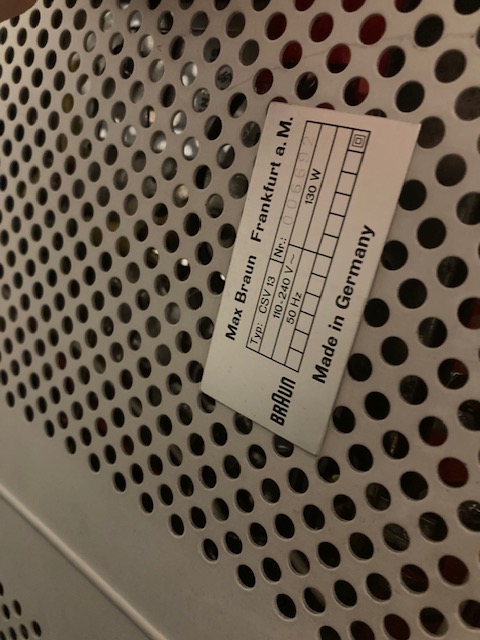 Max Braun Frankfurt a. M.
Typ: CSV 13 Nr.:
110-240 V ~ 130 W
50 Hz
BRAUN Made in Germany